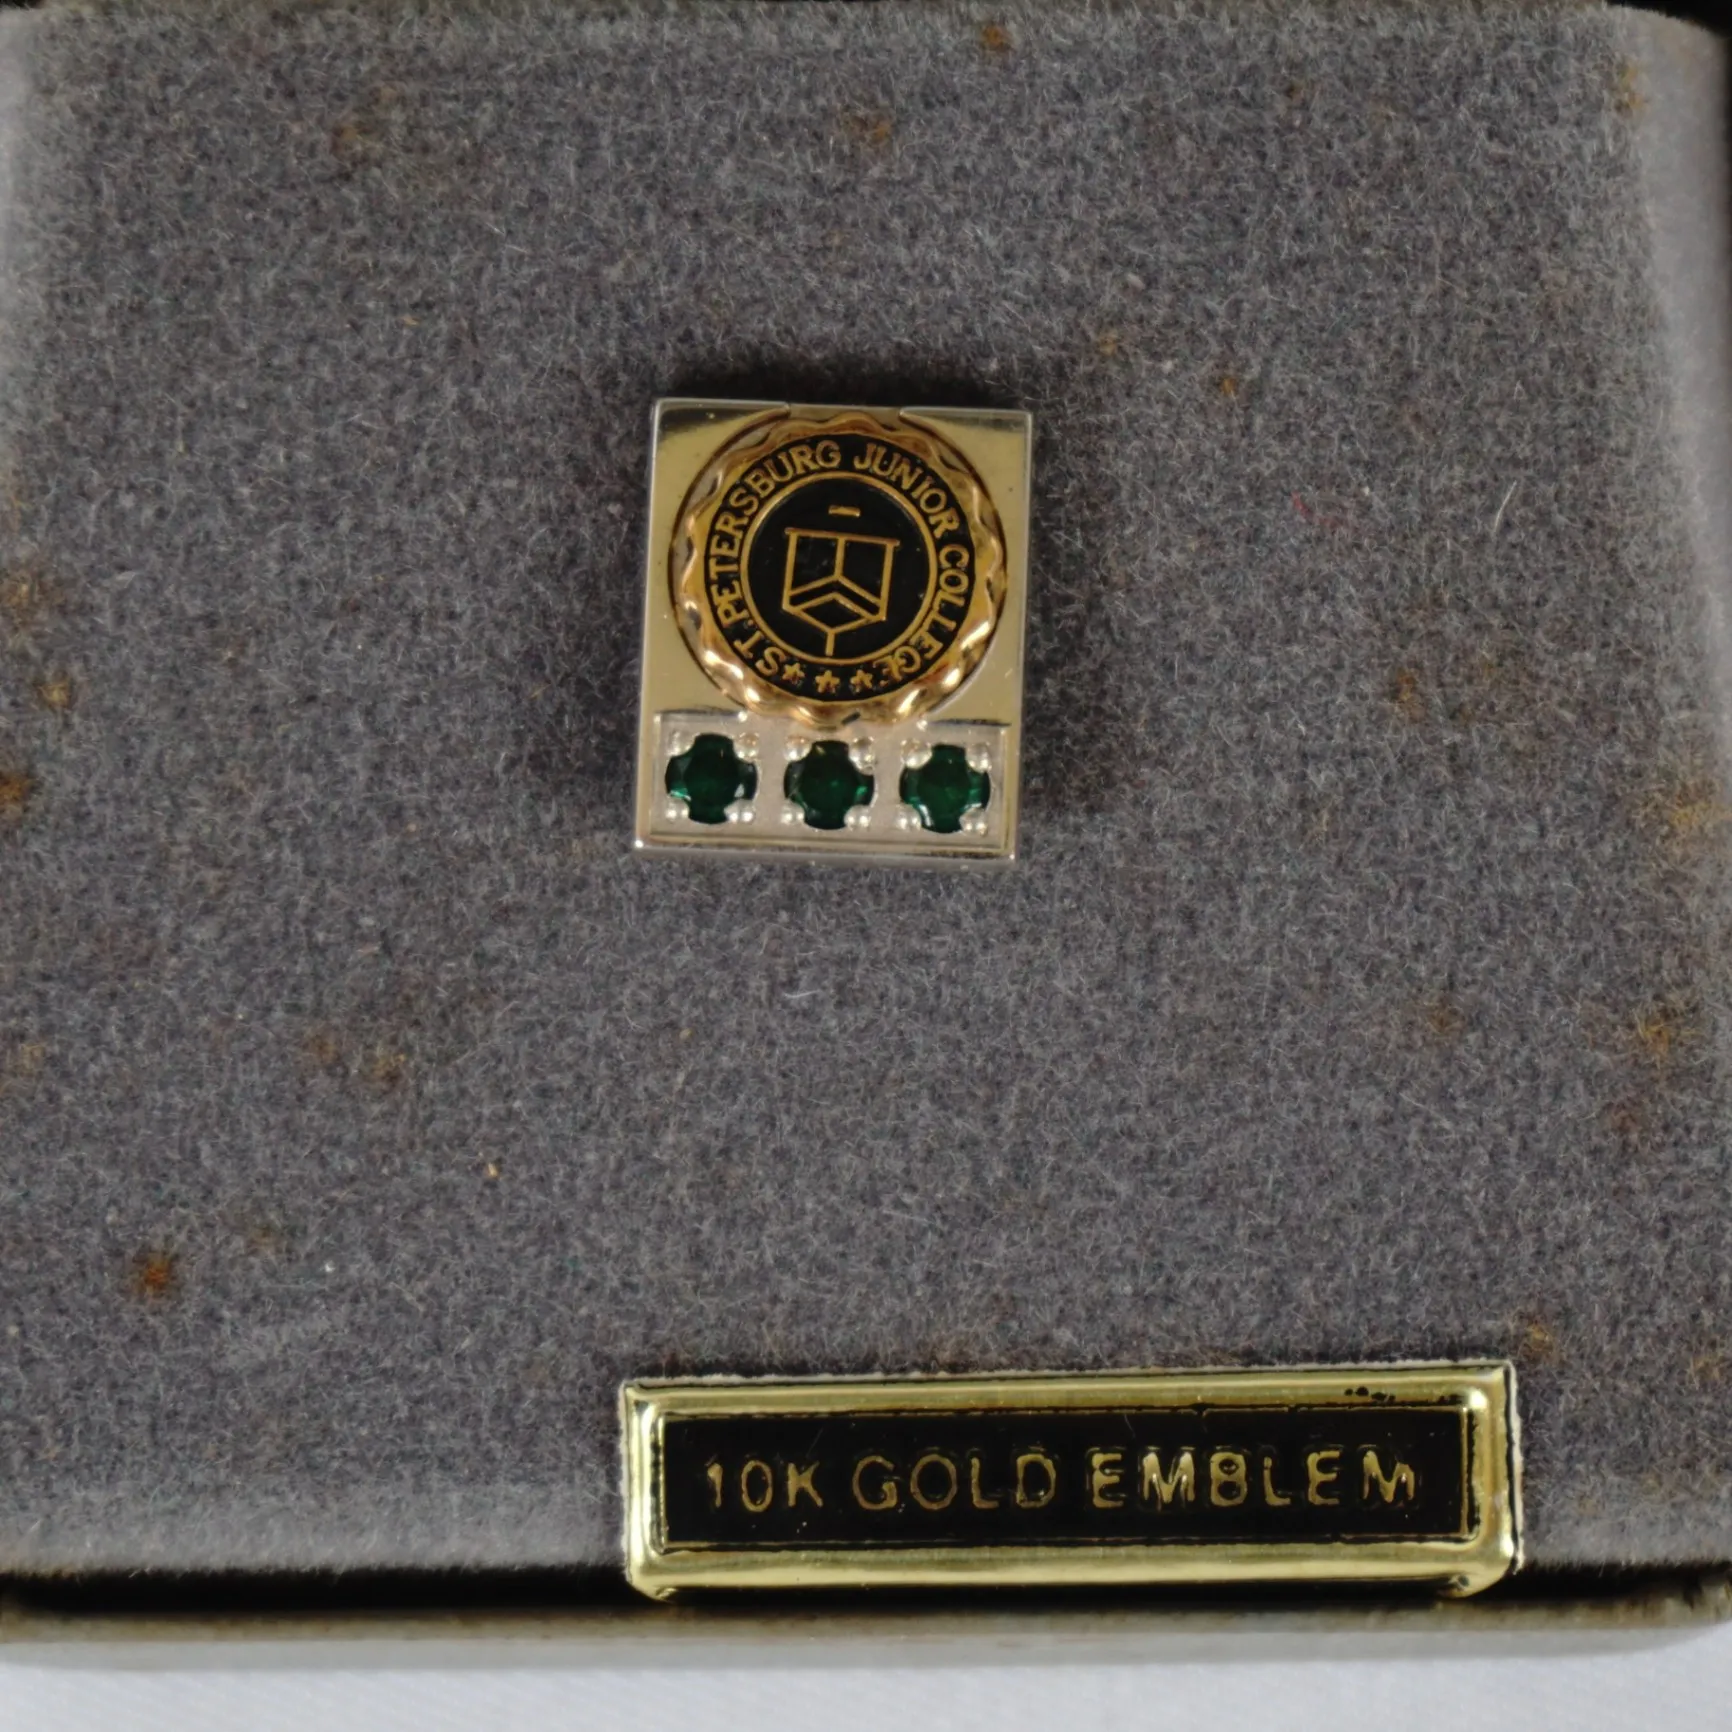 ST. PETERSBURG JUNIOR COLLEGE
10K GOLD EMBLEM